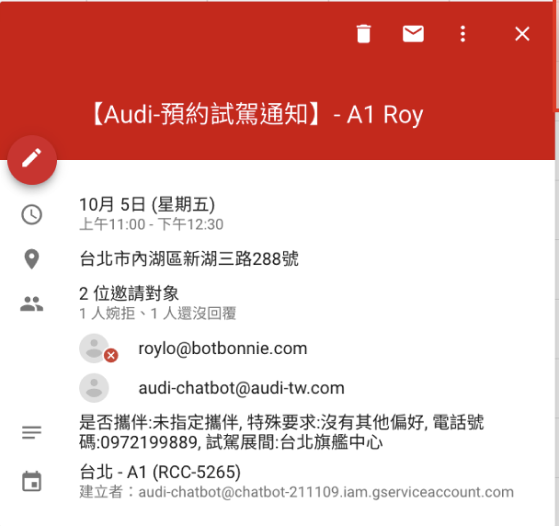 【Audi-預約試駕通知】- A1 Roy
10月 5日 (星期五)
上午11:00 - 下午12:30
台北市內湖區新湖三路288號
2 位邀請對象
1 人婉拒、1 人還沒回覆
roylo@botbonnie.com
audi-chatbot@audi-tw.com
是否攜伴:未指定攜伴, 特殊要求:沒有其他偏好, 電話號
碼:0972199889, 試駕展間:台北旗艦中心
台北 - A1 (RCC-5265)
建立者：audi-chatbot@chatbot-211109.iam.gserviceaccount.com